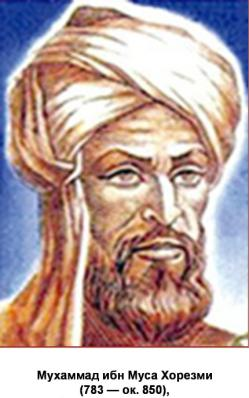 Мухаммад ибн Муса Хорезми
(783 — ок. 850),